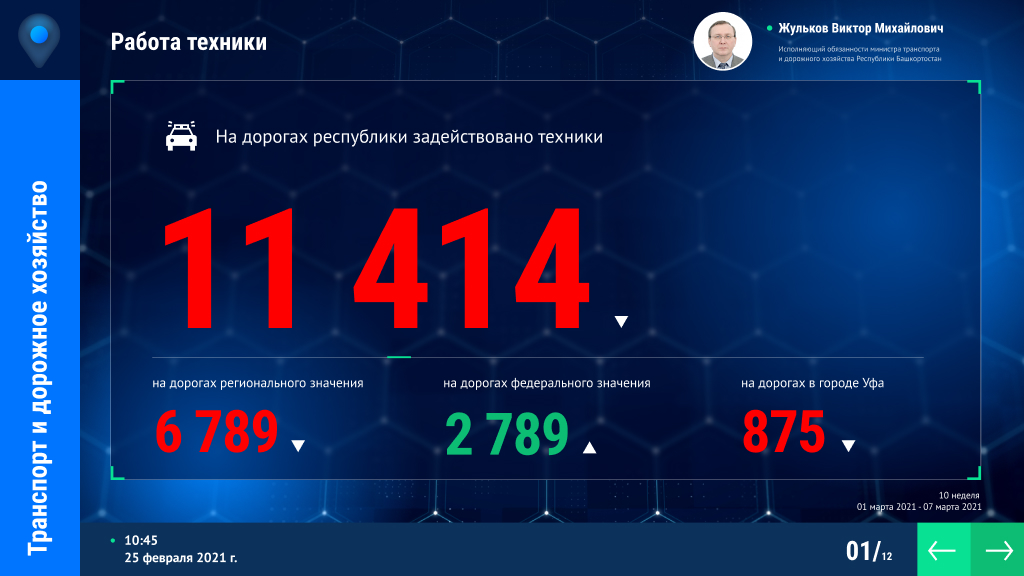 Работа техники
Жульков Виктор Михайлович
Исполняющий обязанности министра транспорта
и дорожного хозяйства Республики Башкортостан
Транспорт и дорожное хозяйство
На дорогах республики задействовано техники
11 414
на дорогах регионального значения
6 789
на дорогах федерального значения
2 789
на дорогах в городе Уфа
875
10 неделя
01 марта 2021 - 07 марта 2021
10:45
25 февраля 2021 г.
01/12